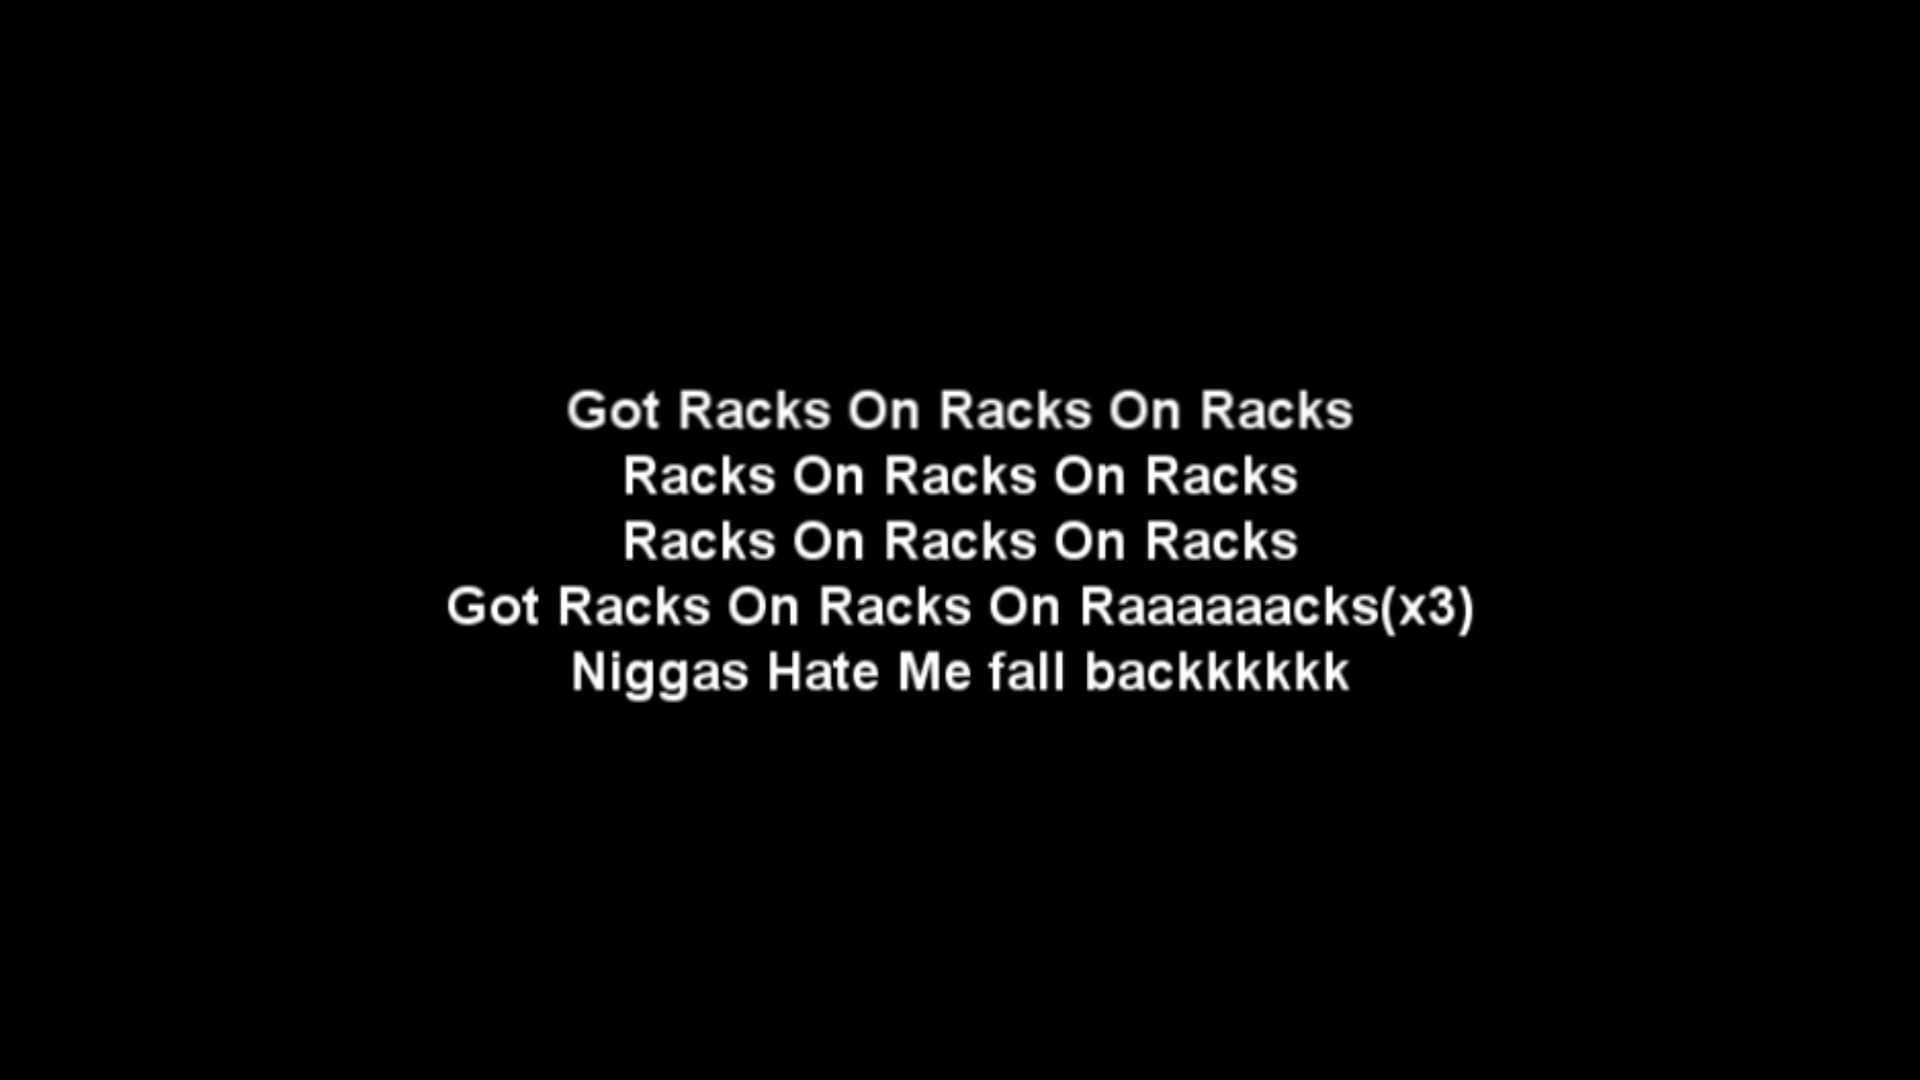 Got Racks On Racks On Racks
Racks On Racks On Racks
Racks On Racks On Racks
Got Racks On Racks On Raaaaaacks(x3)
Niggas Hate Me fall backkkkkk